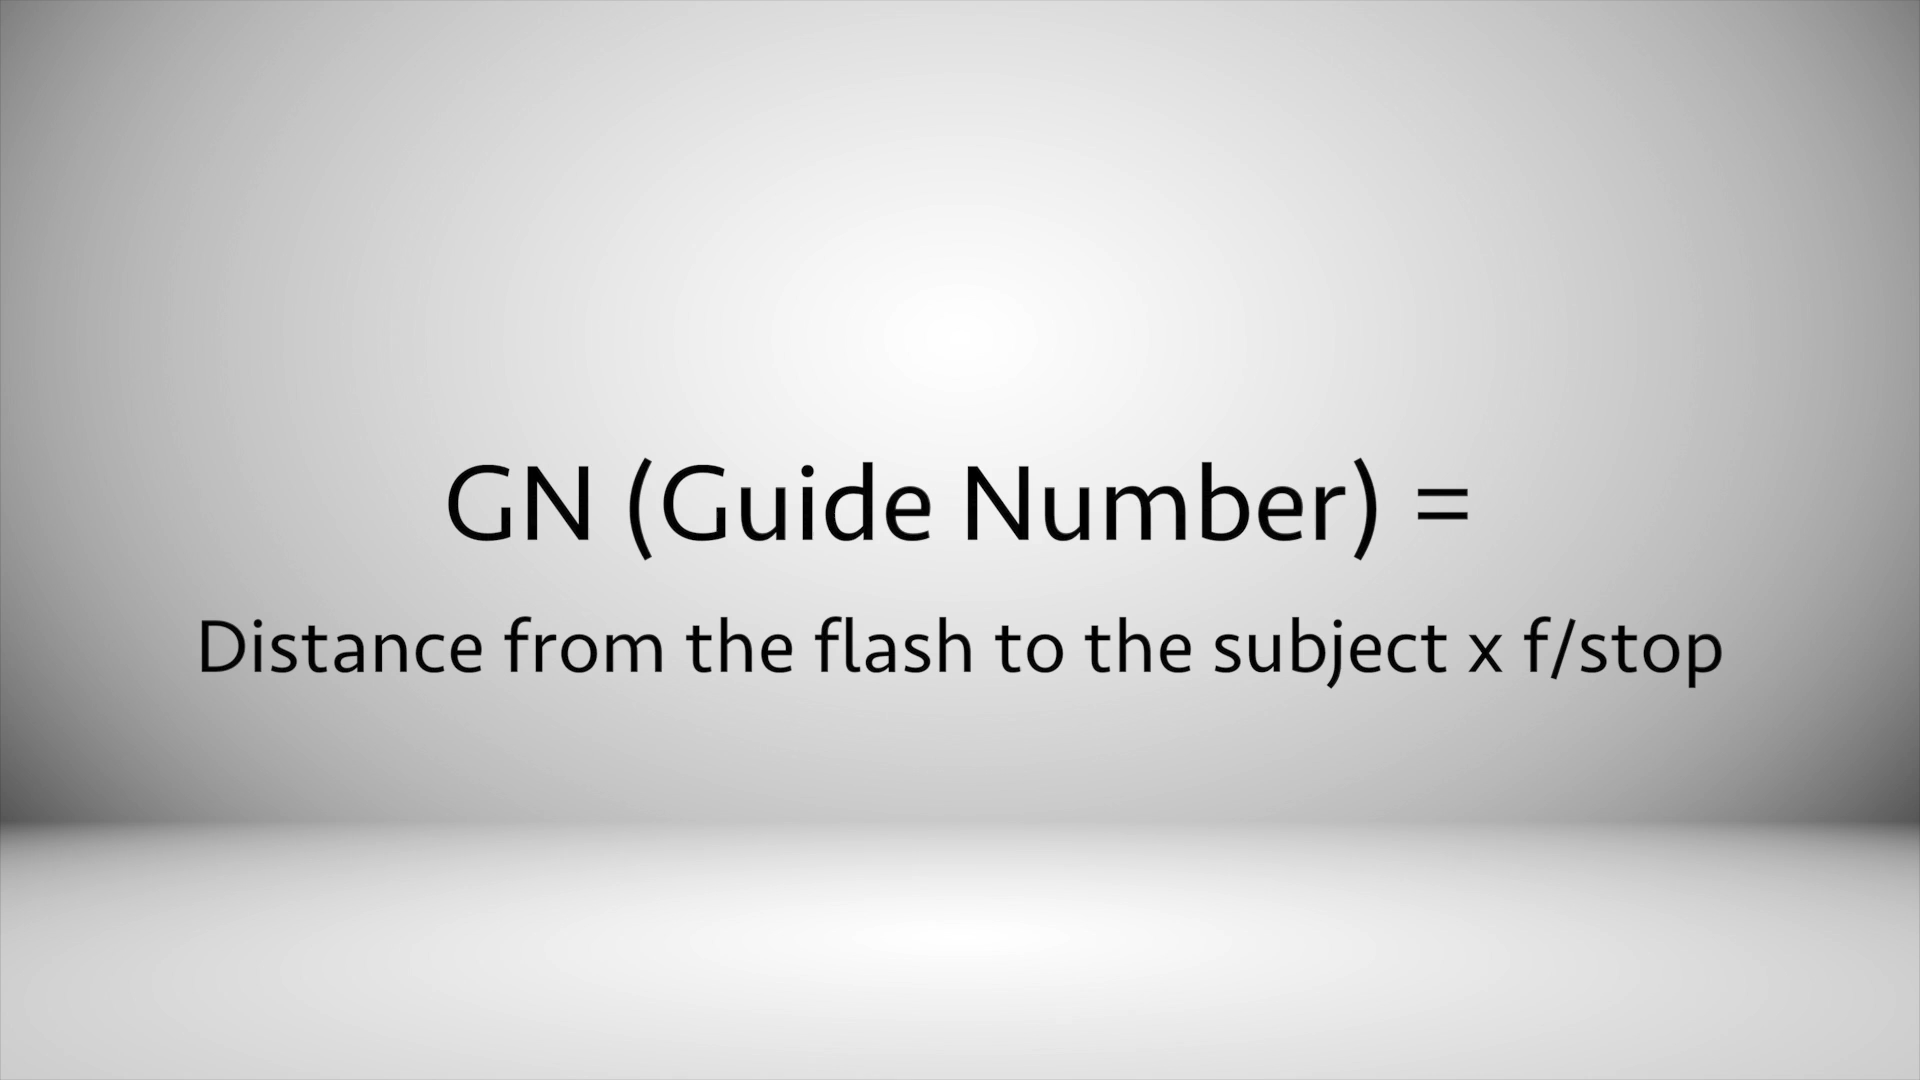 GN (Guide Number) =
Distance from the flash to the subject x f/stop